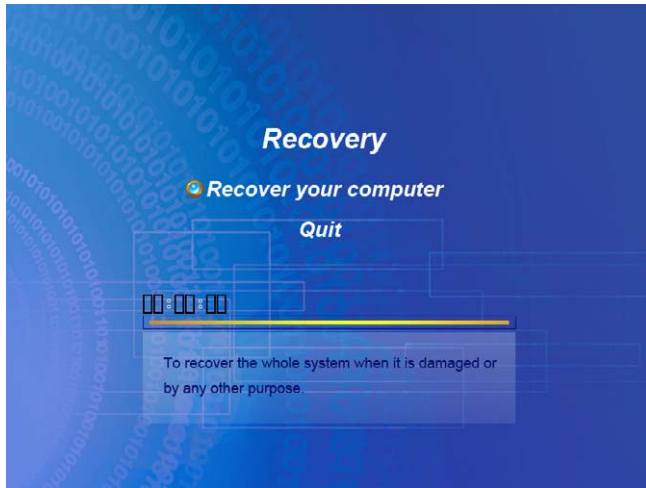 Recovery
Recover your computer
Quit
To recover the whole system when it is damaged or
by any other purpose.